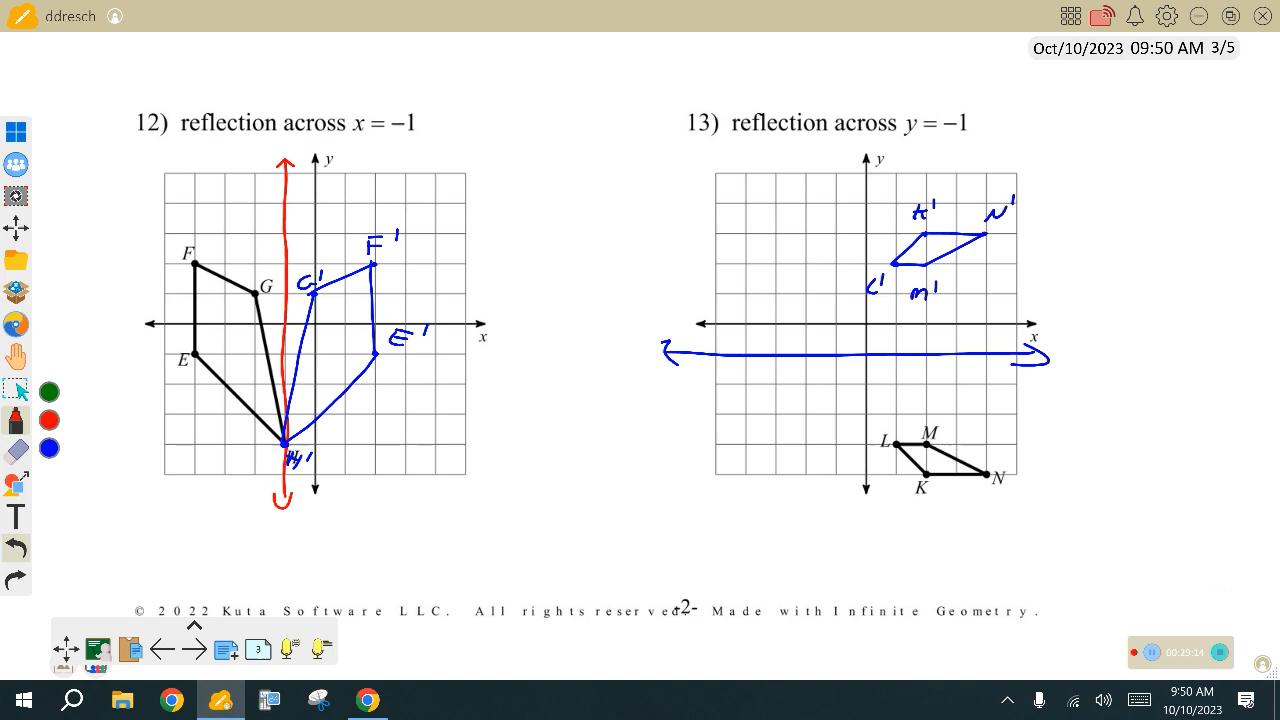 ddresch
Oct/10/2023 09:50 AM 3/5
12) reflection across x = −1
13) reflection across y = −1
y
F
G
E
x
G'
F'
E'
H'
y
K'
N'
L'
M'
x
L
M
K
N
© 2022 Kuta Software LLC. All rights reserved. -2- Made with Infinite Geometry.
T
3
00:29:14
9:50 AM
10/10/2023